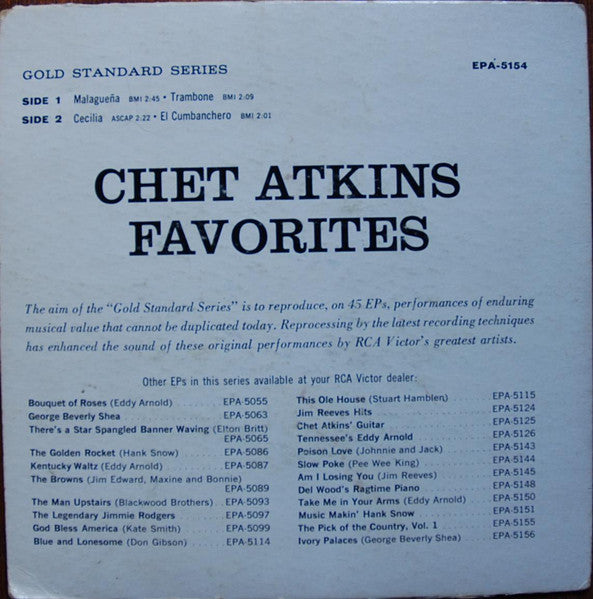 GOLD STANDARD SERIES
EPA-5154
SIDE 1 Malagueña BMI 2:45 • Trambone BMI 2:09
SIDE 2 Cecilia ASCAP 2:22 • El Cumbanchero BMI 2:01
CHET ATKINS
FAVORITES
The aim of the "Gold Standard Series" is to reproduce, on 45 EPs, performances of enduring
musical value that cannot be duplicated today. Reprocessing by the latest recording techniques
has enhanced the sound of these original performances by RCA Victor's greatest artists.
Other EPs in this series available at your RCA Victor dealer:
Bouquet of Roses (Eddy Arnold) . . . . . . . EPA-5055
George Beverly Shea . . . . . . . EPA-5063
There's a Star Spangled Banner Waving (Elton Britt)
EPA-5065
The Golden Rocket (Hank Snow) . . . . . . . EPA-5086
Kentucky Waltz (Eddy Arnold) . . . . . . . EPA-5087
The Browns (Jim Edward, Maxine and Bonnie)
EPA-5089
The Man Upstairs (Blackwood Brothers) . . . EPA-5093
The Legendary Jimmie Rodgers . . . . . . . EPA-5097
God Bless America (Kate Smith) . . . . . . . EPA-5099
Blue and Lonesome (Don Gibson) . . . . . . . EPA-5114
This Ole House (Stuart Hamblen) . . . . . . . EPA-5115
Jim Reeves Hits . . . . . . . EPA-5124
Chet Atkins' Guitar . . . . . . . EPA-5125
Tennessee's Eddy Arnold . . . . . . . EPA-5126
Poison Love (Johnnie and Jack) . . . . . . . EPA-5143
Slow Poke (Pee Wee King) . . . . . . . EPA-5144
Am I Losing You (Jim Reeves) . . . . . . . EPA-5145
Del Wood's Ragtime Piano . . . . . . . EPA-5148
Take Me in Your Arms (Eddy Arnold) . . . . . EPA-5150
Music Makin' Hank Snow . . . . . . . EPA-5151
The Pick of the Country, Vol. 1 . . . . . . . EPA-5155
Ivory Palaces (George Beverly Shea) . . . . . EPA-5156